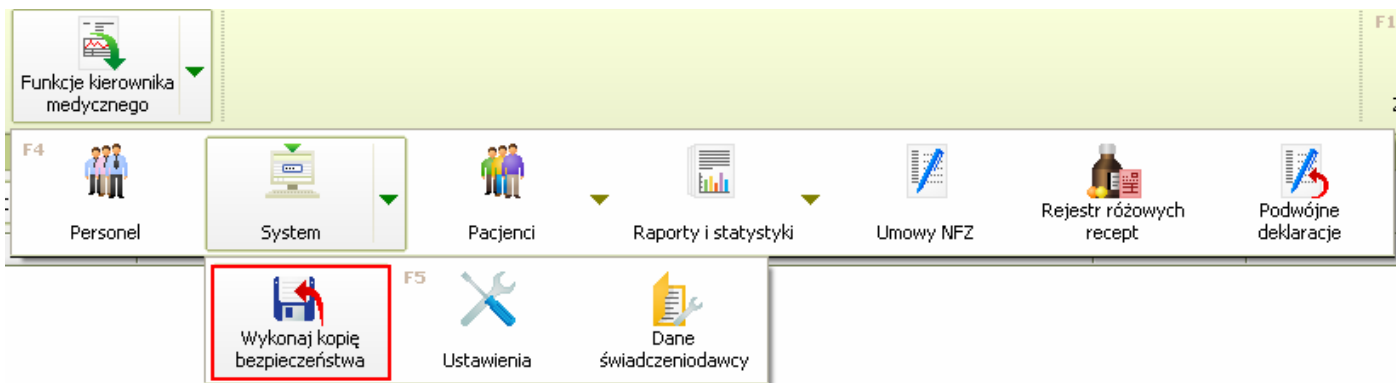 F1
Funkcje kierownika
medycznego
F4
Personel
System
Pacjenci
Raporty i statystyki
Umowy NFZ
Rejestr różowych
recept
Podwójne
deklaracje
Wykonaj kopię
bezpieczeństwa
F5
Ustawienia
Dane
świadczeniodawcy